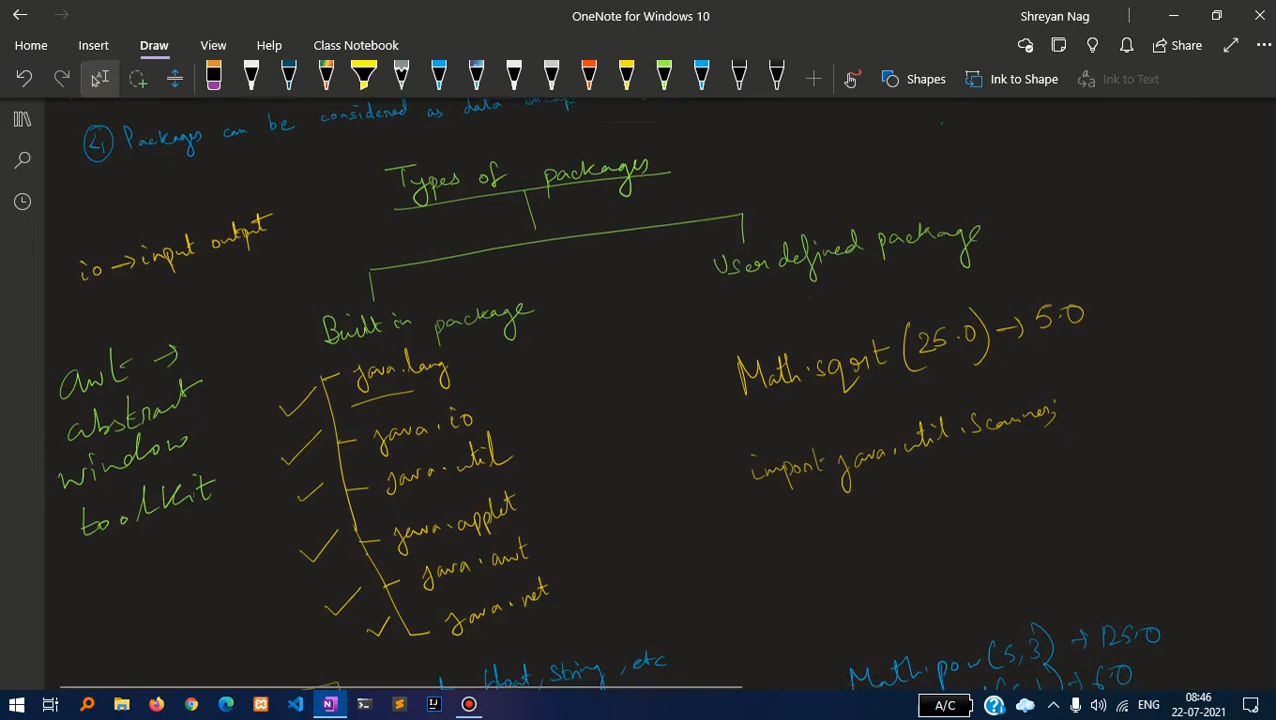 OneNote for Windows 10
Shreyan Nag
Home Insert Draw View Help Class Notebook
Share
Shapes Ink to Shape Ink to Text
④ Packages can be considered as data
Types of packages
io → input output
User defined package
Built in package
Math.sqrt (25.0) → 5.0
awt →
abstract
window
toolkit
java.lang
java.io
java.util
java.applet
java.awt
java.net
import java.util.Scanner;
float, string, etc
Math.pow(5,3) → 125.0
→ 6.0
A/C
ENG
08:46
22-07-2021